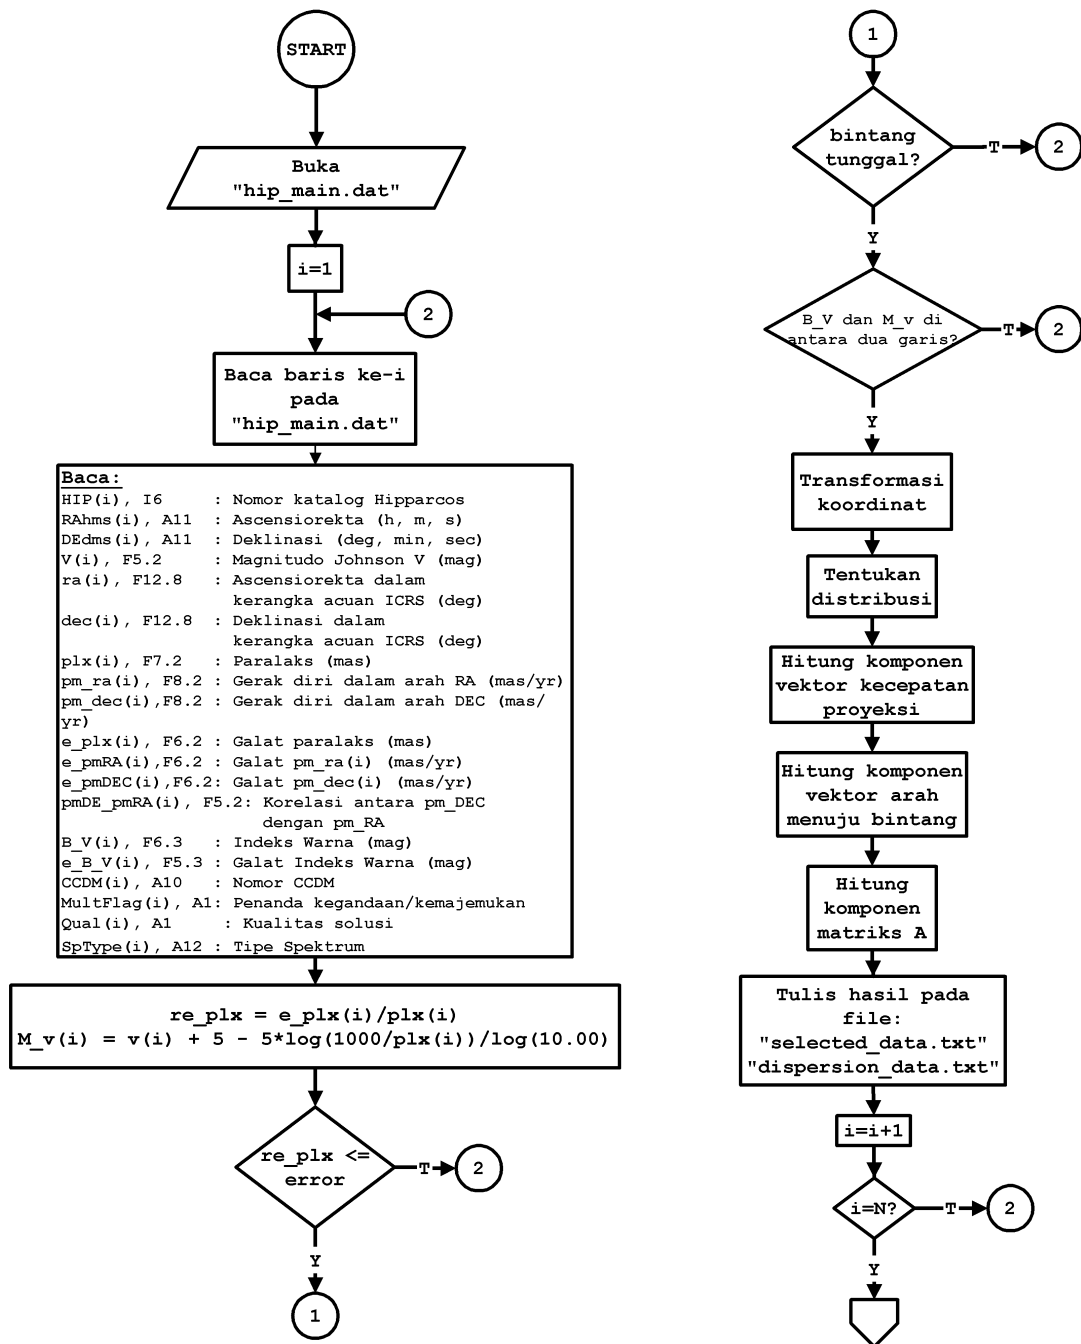 START
Buka
"hip_main.dat"
i=1
2
Baca baris ke-i
pada
"hip_main.dat"
Baca:
HIP(i), I6 : Nomor katalog Hipparcos
RAhms(i), A11 : Ascensiorekta (h, m, s)
DEdms(i), A11 : Deklinasi (deg, min, sec)
V(i), F5.2 : Magnitudo Johnson V (mag)
ra(i), F12.8 : Ascensiorekta dalam
kerangka acuan ICRS (deg)
dec(i), F12.8 : Deklinasi dalam
kerangka acuan ICRS (deg)
plx(i), F7.2 : Paralaks (mas)
pm_ra(i), F8.2 : Gerak diri dalam arah RA (mas/yr)
pm_dec(i),F8.2 : Gerak diri dalam arah DEC (mas/
yr)
e_plx(i), F6.2 : Galat paralaks (mas)
e_pmRA(i),F6.2 : Galat pm_ra(i) (mas/yr)
e_pmDEC(i),F6.2: Galat pm_dec(i) (mas/yr)
pmDE_pmRA(i), F5.2: Korelasi antara pm_DEC
dengan pm_RA
B_V(i), F6.3 : Indeks Warna (mag)
e_B_V(i), F5.3 : Galat Indeks Warna (mag)
CCDM(i), A10 : Nomor CCDM
MultFlag(i), A1: Penanda kegandaan/kemajemukan
Qual(i), A1 : Kualitas solusi
SpType(i), A12 : Tipe Spektrum
re_plx = e_plx(i)/plx(i)
M_v(i) = v(i) + 5 - 5*log(1000/plx(i))/log(10.00)
re_plx <=
error
T
2
Y
1
1
bintang
tunggal?
T
2
Y
B_V dan M_v di
antara dua garis?
T
2
Y
Transformasi
koordinat
Tentukan
distribusi
Hitung komponen
vektor kecepatan
proyeksi
Hitung komponen
vektor arah
menuju bintang
Hitung
komponen
matriks A
Tulis hasil pada
file:
"selected_data.txt"
"dispersion_data.txt"
i=i+1
i=N?
T
2
Y